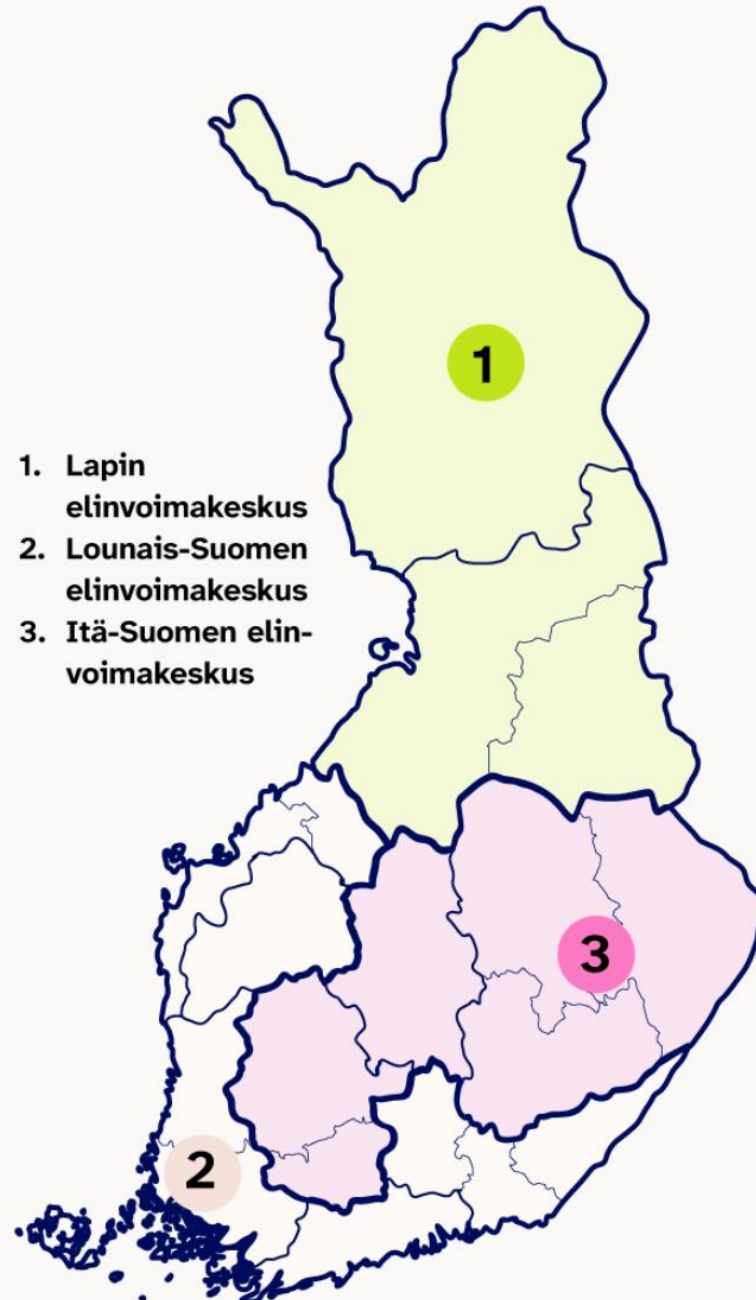 1
1. Lapin
elinvoimakeskus
2. Lounais-Suomen
elinvoimakeskus
3. Itä-Suomen elin-
voimakeskus
3
2